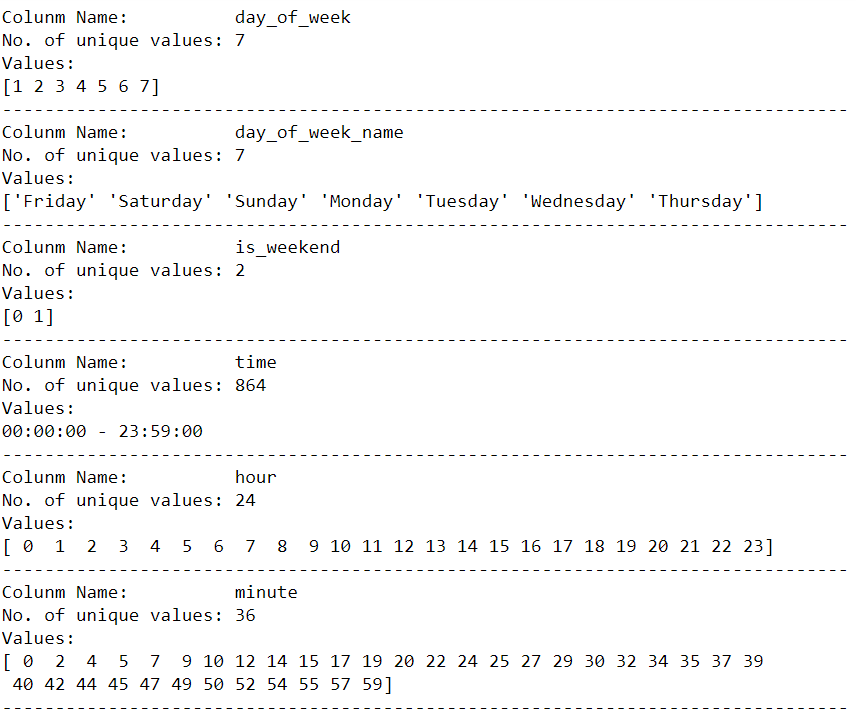 Colunm Name:          day_of_week
No. of unique values: 7
Values:
[1 2 3 4 5 6 7]
--------------------------------------------------------------------------------
Colunm Name:          day_of_week_name
No. of unique values: 7
Values:
['Friday' 'Saturday' 'Sunday' 'Monday' 'Tuesday' 'Wednesday' 'Thursday']
--------------------------------------------------------------------------------
Colunm Name:          is_weekend
No. of unique values: 2
Values:
[0 1]
--------------------------------------------------------------------------------
Colunm Name:          time
No. of unique values: 864
Values:
00:00:00 - 23:59:00
--------------------------------------------------------------------------------
Colunm Name:          hour
No. of unique values: 24
Values:
[ 0  1  2  3  4  5  6  7  8  9 10 11 12 13 14 15 16 17 18 19 20 21 22 23]
--------------------------------------------------------------------------------
Colunm Name:          minute
No. of unique values: 36
Values:
[ 0  2  4  5  7  9 10 12 14 15 17 19 20 22 24 25 27 29 30 32 34 35 37 39
 40 42 44 45 47 49 50 52 54 55 57 59]
--------------------------------------------------------------------------------